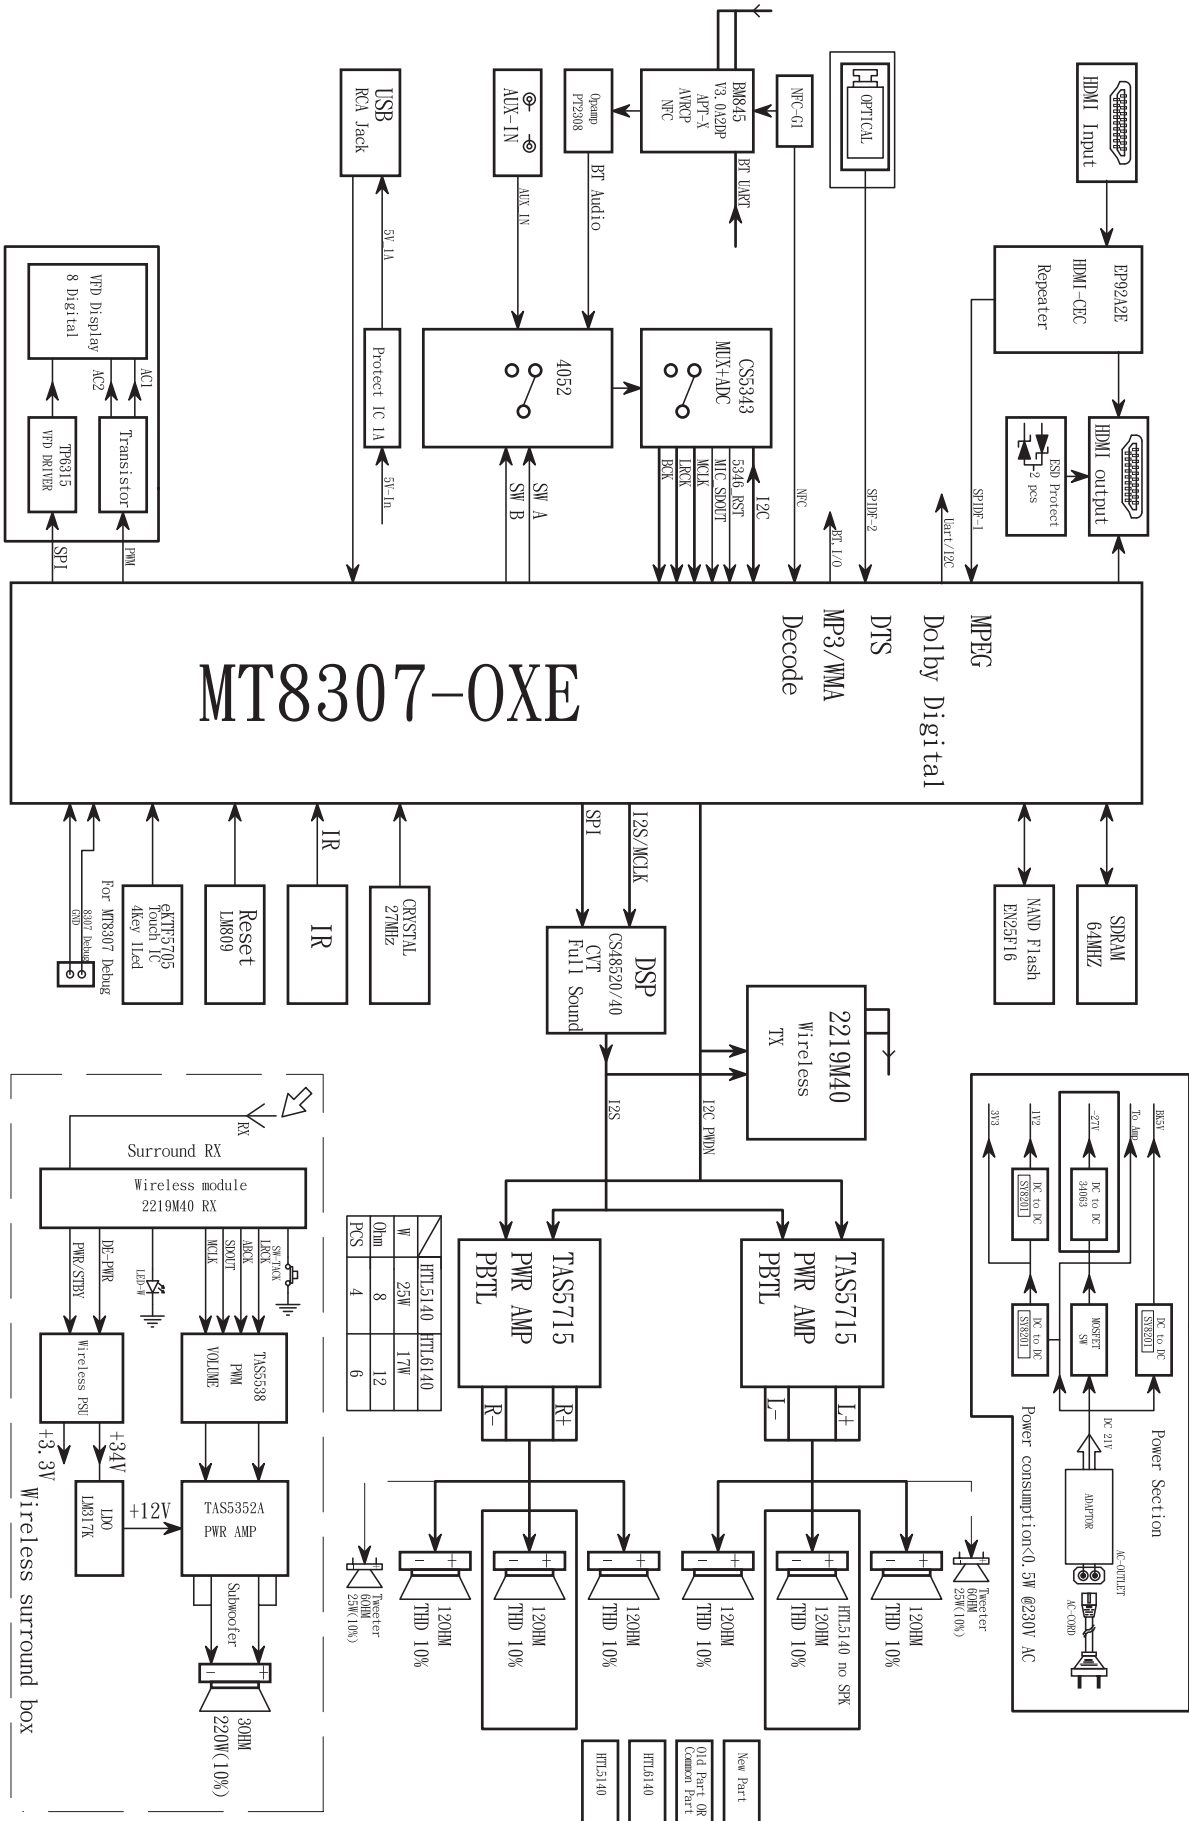 HDMI Input
EP92A2E
HDMI-CEC
Repeater
HDMI output
ESD Protect
2 pcs
SPIDF-1
Uart/I2C
OPTICAL
SPIDF-2
BT.I/O
NFC-G1
NFC
BM845
V3.0A2DP
APT-X
AVRCP
NFC
BT UART
Opamp
PT2308
BT Audio
AUX-IN
AUX IN
USB
RCA Jack
5V 1A
Protect IC 1A
5V-In
4052
SW A
SW B
CS5343
MUX+ADC
I2C
5346_RST
MIC SDOUT
MCLK
LRCK
BCK
VFD Display
8 Digital
AC1
AC2
Transistor
TP6315
VFD DRIVER
PWM
SPI
MPEG
Dolby Digital
DTS
MP3/WMA
Decode
MT8307-OXE
SDRAM
64MHZ
NAND Flash
EN25F16
I2S/MCLK
SPI
CRYSTAL
27MHz
IR
IR
Reset
LM809
eKTF5705
Touch IC
4Key 1Led
For MT8307 Debug
8307 Debug
GND
DSP
CS48520/40
CVT
Full Sound
2219M40
Wireless
TX
I2C PWDN
I2S
TAS5715
PWR AMP
PBTL
L+
L-
TAS5715
PWR AMP
PBTL
R+
R-
HTL5140 HTL6140
W 25W 17W
Ohm 8 12
PCS 4 6
Tweeter
6OHM
25W(10%)
12OHM
THD 10%
HTL5140 no SPK
12OHM
THD 10%
12OHM
THD 10%
12OHM
THD 10%
12OHM
THD 10%
12OHM
THD 10%
Tweeter
6OHM
25W(10%)
New Part
Old Part OR
Common Part
HTL6140
HTL5140
Power Section
BK5V
To Amp
-27V
1V2
3V3
DC to DC
34063
DC to DC
SY8201
DC to DC
SY8201
MOSFET
SW
DC to DC
SY8201
DC 21V
ADAPTOR
AC-OUTLET
AC-CORD
Power consumption<0.5W @230V AC
RX
Surround RX
Wireless module
2219M40 RX
SW-TACK
LRCK
ABCK
SDOUT
MCLK
LED-W
DE-PWR
PWR/STBY
TAS5538
PWM
VOLUME
Wireless PSU
+34V
+3.3V
LDO
LM317K
+12V
TAS5352A
PWR AMP
Subwoofer
3OHM
220W(10%)
Wireless surround box